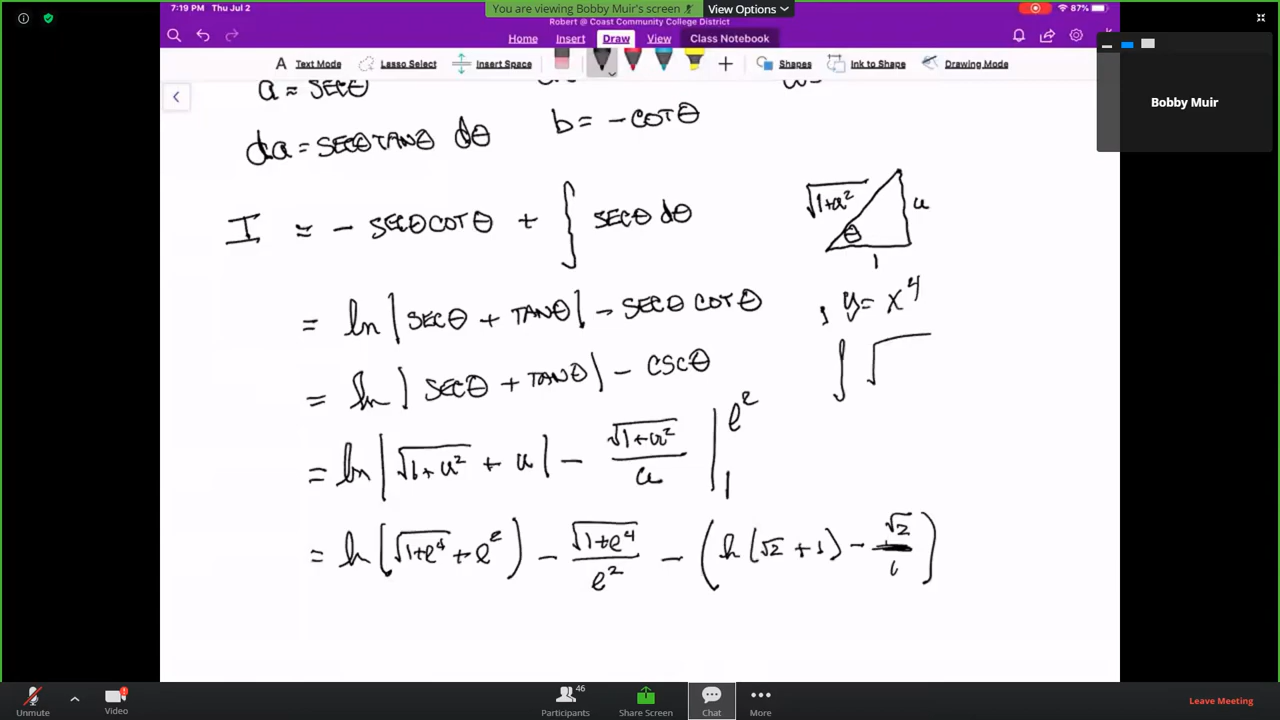 7:19 PM Thu Jul 2
You are viewing Bobby Muir's screen
View Options
87%
Robert @ Coast Community College District
Home Insert Draw View Class Notebook
Text Mode Lasso Select Insert Space Shapes Ink to Shape Drawing Mode
Bobby Muir
a = SECθ
b = -COTθ
da = SECθTANθ dθ
I = - SECθCOTθ + ∫ SECθ dθ
√1+u² u
θ
1
, y = x⁴
= ln|SECθ + TANθ| - SECθ COTθ
∫ √
= ln|SECθ + TANθ| - CSCθ
= ln|√1+u² + u| - √1+u²/u |₁^e²
= ln(√1+e⁴ + e²) - √1+e⁴/e² - (ln(√2 + 1) - √2/1)
Unmute Video 46 Participants Share Screen Chat More Leave Meeting